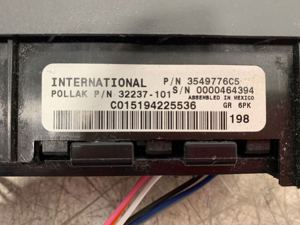 INTERNATIONAL P/N 3549776C5
POLLAK P/N 32237-101 S/N 0000464394
ASSEMBLED IN MEXICO
C015194225536 GR 6PK
198